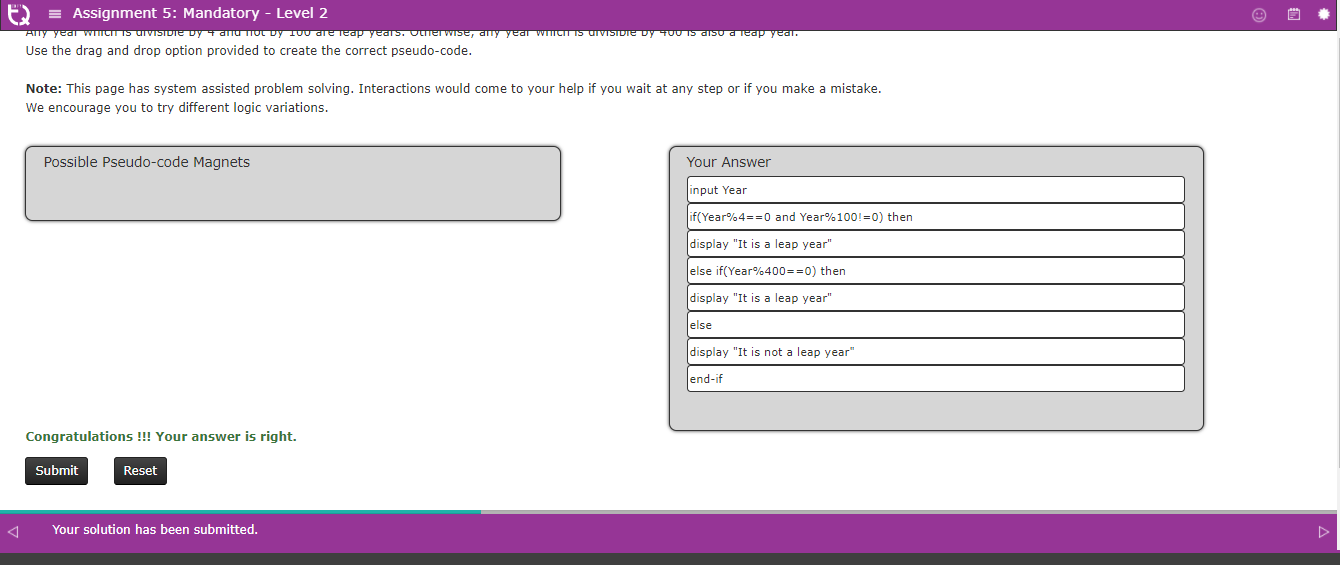 Assignment 5: Mandatory - Level 2
Any year which is divisible by 4 and not by 100 are leap years. Otherwise, any year which is divisible by 400 is also a leap year.
Use the drag and drop option provided to create the correct pseudo-code.
Note: This page has system assisted problem solving. Interactions would come to your help if you wait at any step or if you make a mistake.
We encourage you to try different logic variations.
Possible Pseudo-code Magnets
Your Answer
input Year
if(Year%4==0 and Year%100!=0) then
display "It is a leap year"
else if(Year%400==0) then
display "It is a leap year"
else
display "It is not a leap year"
end-if
Congratulations !!! Your answer is right.
Submit
Reset
Your solution has been submitted.